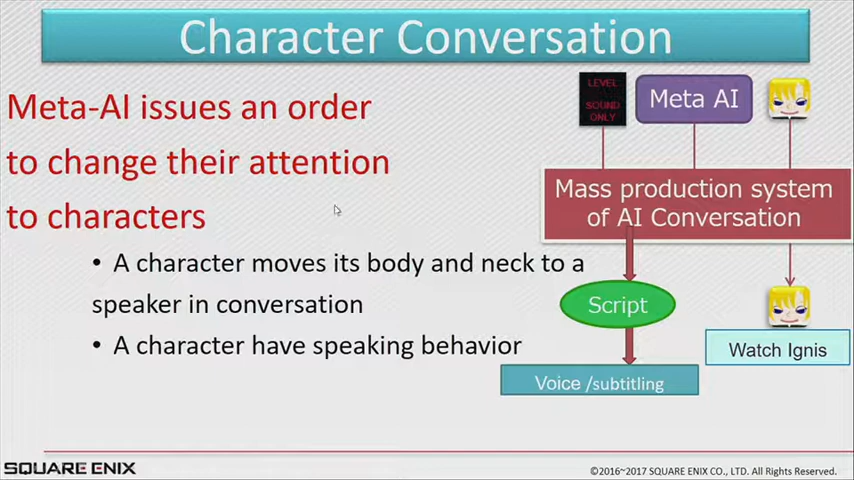 Character Conversation
Meta-AI issues an order
to change their attention
to characters
• A character moves its body and neck to a
speaker in conversation
• A character have speaking behavior
LEVEL
SOUND
ONLY
Meta AI
Mass production system
of AI Conversation
Script
Watch Ignis
Voice /subtitling
SQUARE ENIX
©2016~2017 SQUARE ENIX CO., LTD. All Rights Reserved.